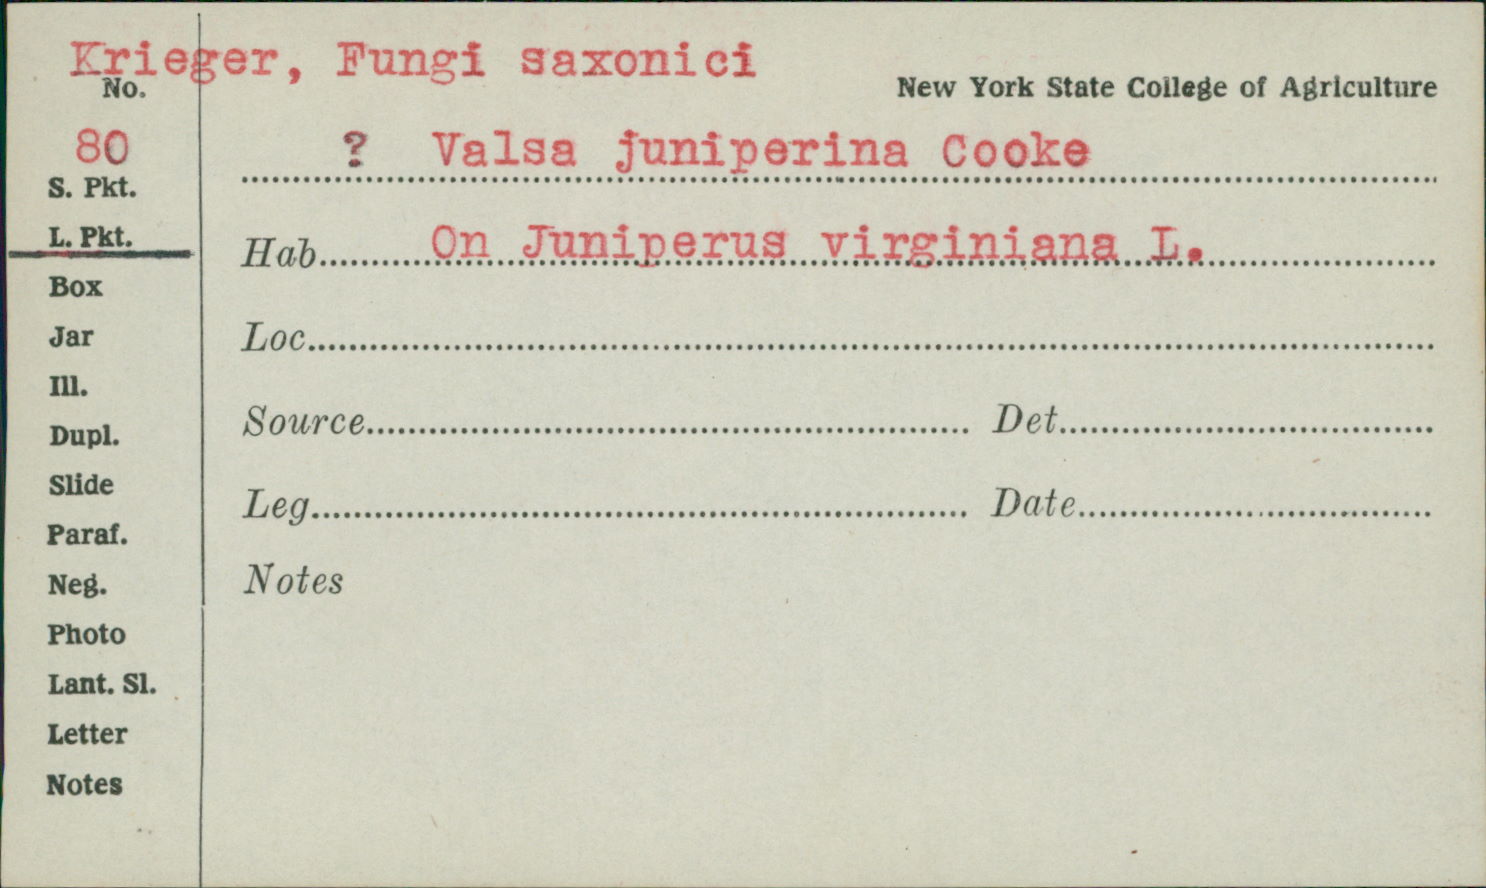 Krieger, Fungi saxonici
No.
New York State College of Agriculture
80
? Valsa juniperina Cooke
S. Pkt.
L. Pkt.
Hab. On Juniperus virginiana L.
Box
Jar
Loc.
Ill.
Dupl.
Source Det.
Slide
Leg. Date
Paraf.
Neg.
Notes
Photo
Lant. Sl.
Letter
Notes